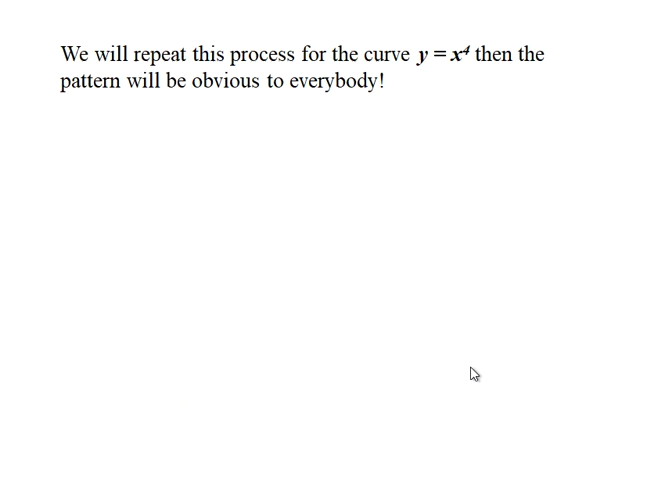 We will repeat this process for the curve y = x⁴ then the
pattern will be obvious to everybody!